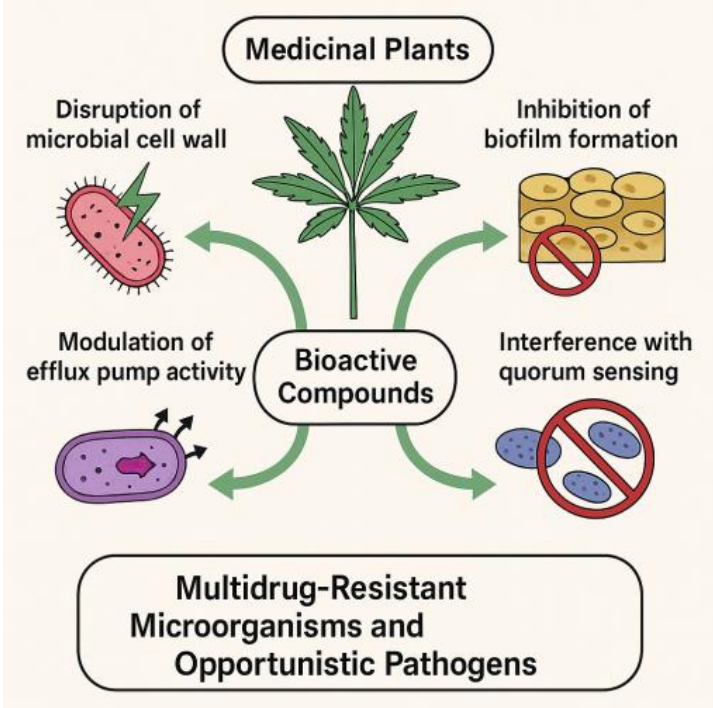 Medicinal Plants
Disruption of
microbial cell wall
Inhibition of
biofilm formation
Modulation of
efflux pump activity
Bioactive
Compounds
Interference with
quorum sensing
Multidrug-Resistant
Microorganisms and
Opportunistic Pathogens